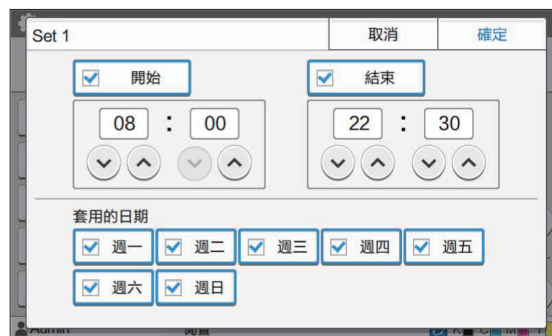 Set 1 取消 確定
開始 結束
08 : 00 22 : 30
套用的日期
週一 週二 週三 週四 週五
週六 週日
Admin